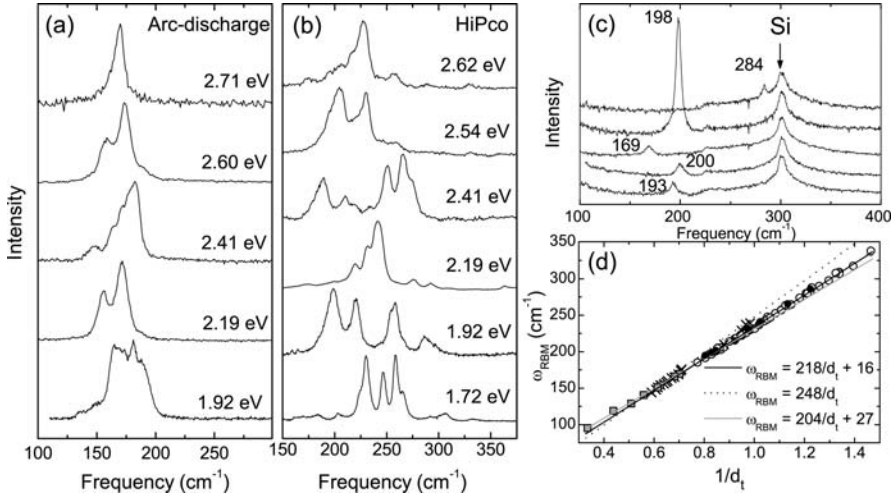 (a) Arc-discharge
2.71 eV
2.60 eV
2.41 eV
2.19 eV
1.92 eV
Intensity
100 150 200 250
Frequency (cm⁻¹)
(b) HiPco
2.62 eV
2.54 eV
2.41 eV
2.19 eV
1.92 eV
1.72 eV
150 200 250 300 350
Frequency (cm⁻¹)
(c)
198
Si
284
169
200
193
Intensity
100 200 300 400
Frequency (cm⁻¹)
(d)
350
300
250
200
150
100
ω_RBM (cm⁻¹)
ω_RBM = 218/d_t + 16
ω_RBM = 248/d_t
ω_RBM = 204/d_t + 27
0.4 0.6 0.8 1.0 1.2 1.4
1/d_t